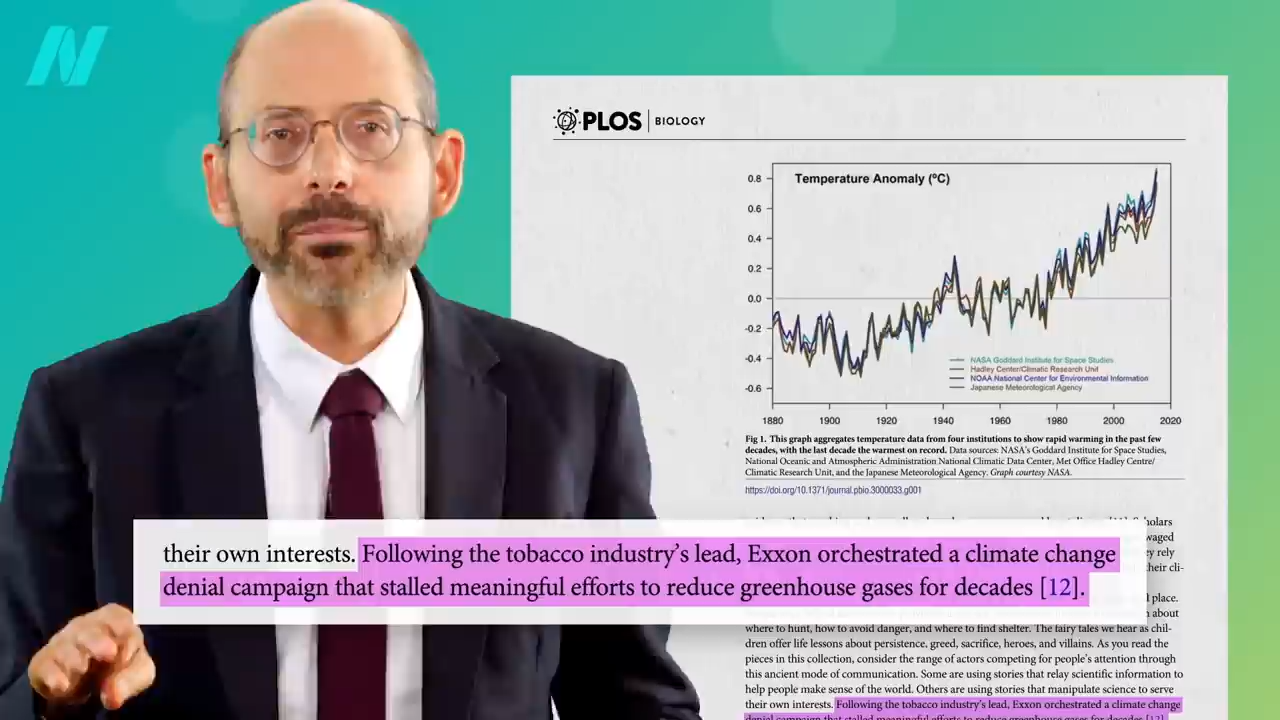 PLOS BIOLOGY
Temperature Anomaly (ºC)
0.8
0.6
0.4
0.2
0.0
-0.2
-0.4
-0.6
NASA Goddard Institute for Space Studies
Hadley Center/Climatic Research Unit
NOAA National Center for Environmental Information
Japanese Meteorological Agency
1880 1900 1920 1940 1960 1980 2000 2020
Fig 1. This graph aggregates temperature data from four institutions to show rapid warming in the past few
decades, with the last decade the warmest on record. Data sources: NASA's Goddard Institute for Space Studies,
National Oceanic and Atmospheric Administration National Climatic Data Center, Met Office Hadley Centre/
Climatic Research Unit, and the Japanese Meteorological Agency. Graph courtesy NASA.
https://doi.org/10.1371/journal.pbio.3000033.g001
their own interests. Following the tobacco industry's lead, Exxon orchestrated a climate change
denial campaign that stalled meaningful efforts to reduce greenhouse gases for decades [12].
place.
about
where to hunt, how to avoid danger, and where to find shelter. The fairy tales we hear as chil-
dren offer life lessons about persistence, greed, sacrifice, heroes, and villains. As you read the
pieces in this collection, consider the range of actors competing for people's attention through
this ancient mode of communication. Some are using stories that relay scientific information to
help people make sense of the world. Others are using stories that manipulate science to serve
their own interests. Following the tobacco industry's lead, Exxon orchestrated a climate change